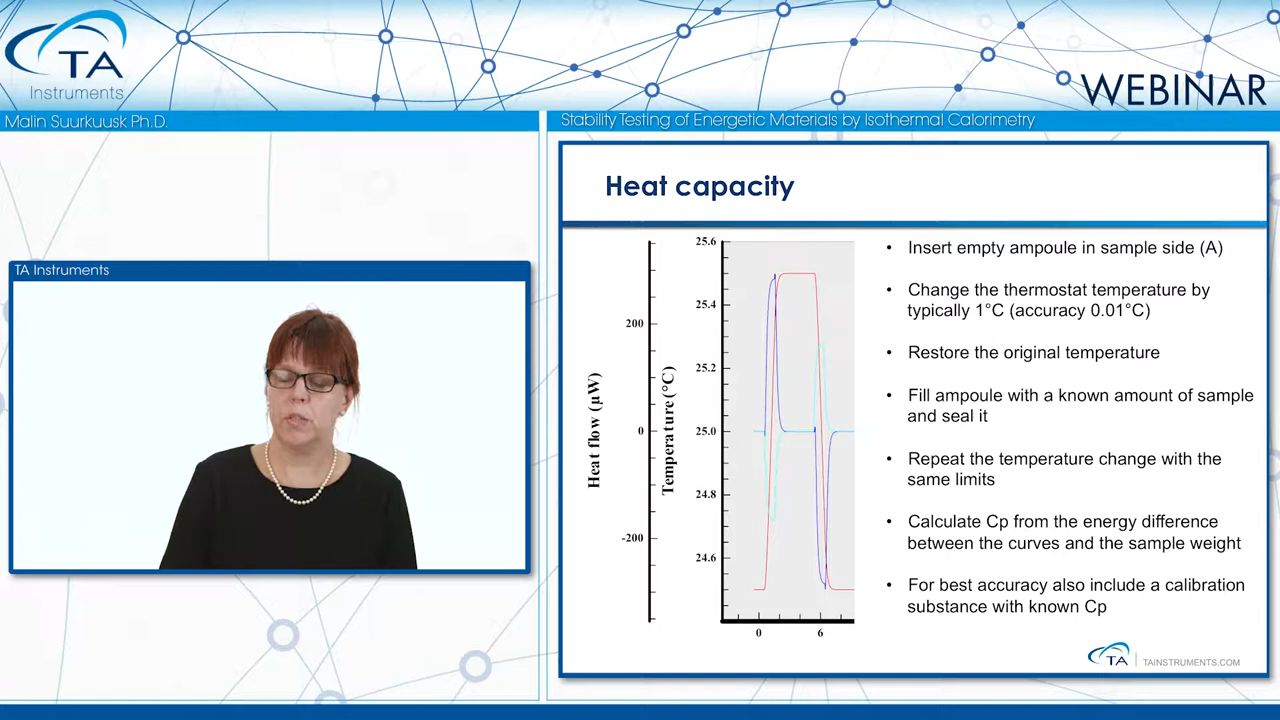 TA
Instruments
WEBINAR
Malin Suurkuusk Ph.D.
Stability Testing of Energetic Materials by Isothermal Calorimetry
TA Instruments
Heat capacity
Heat flow (µW)
200
0
-200
Temperature (°C)
25.6
25.4
25.2
25.0
24.8
24.6
0
6
• Insert empty ampoule in sample side (A)
• Change the thermostat temperature by
typically 1°C (accuracy 0.01°C)
• Restore the original temperature
• Fill ampoule with a known amount of sample
and seal it
• Repeat the temperature change with the
same limits
• Calculate Cp from the energy difference
between the curves and the sample weight
• For best accuracy also include a calibration
substance with known Cp
TA
TAINSTRUMENTS.COM